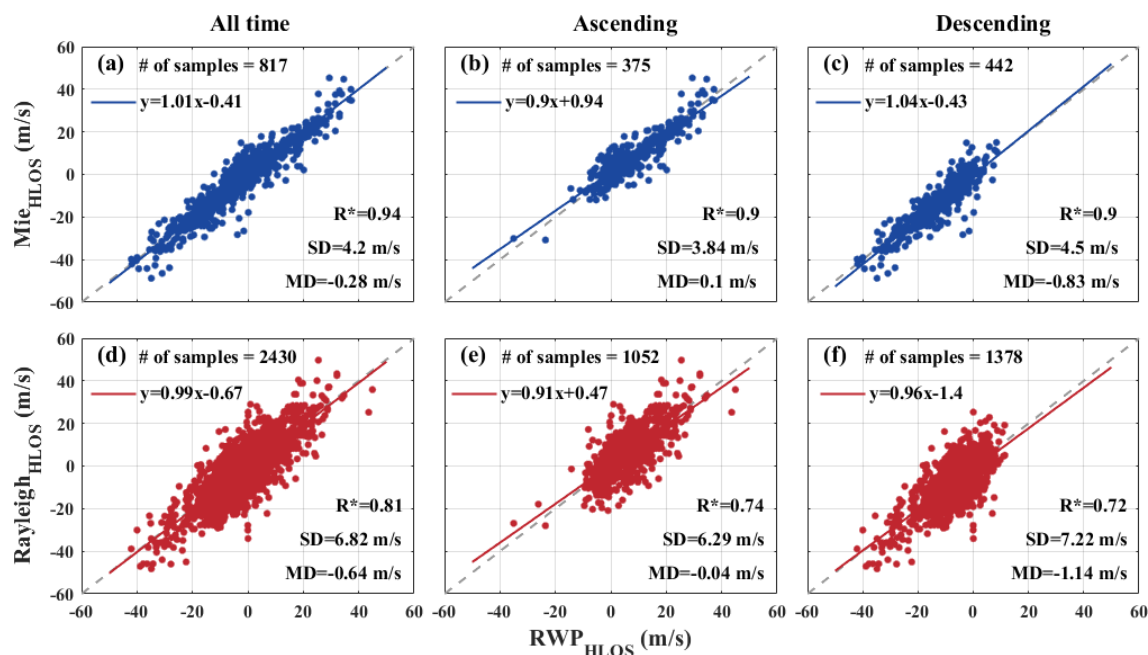 All time
Ascending
Descending
Mie_HLOS (m/s)
60
40
20
0
-20
-40
-60
(a) # of samples = 817
y=1.01x-0.41
R*=0.94
SD=4.2 m/s
MD=-0.28 m/s
(b) # of samples = 375
y=0.9x+0.94
R*=0.9
SD=3.84 m/s
MD=0.1 m/s
(c) # of samples = 442
y=1.04x-0.43
R*=0.9
SD=4.5 m/s
MD=-0.83 m/s
Rayleigh_HLOS (m/s)
60
40
20
0
-20
-40
-60
(d) # of samples = 2430
y=0.99x-0.67
R*=0.81
SD=6.82 m/s
MD=-0.64 m/s
-60 -40 -20 0 20 40 60
(e) # of samples = 1052
y=0.91x+0.47
R*=0.74
SD=6.29 m/s
MD=-0.04 m/s
-60 -40 -20 0 20 40 60
(f) # of samples = 1378
y=0.96x-1.4
R*=0.72
SD=7.22 m/s
MD=-1.14 m/s
-60 -40 -20 0 20 40 60
RWP_HLOS (m/s)